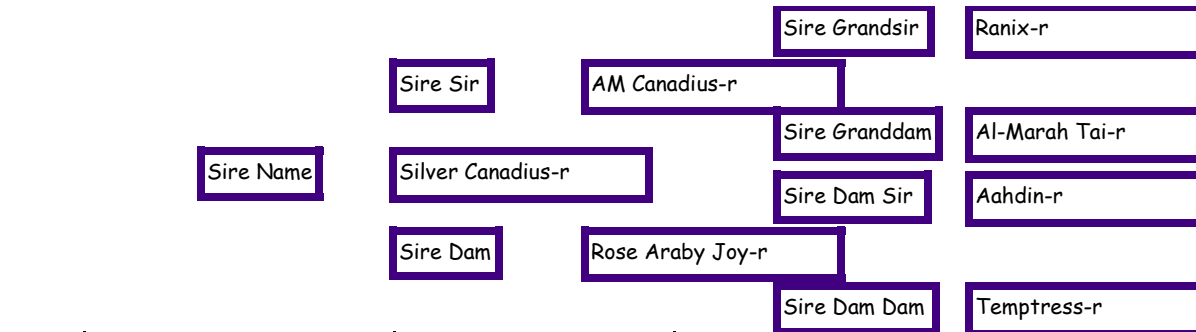 Sire Grandsir Ranix-r
Sire Sir AM Canadius-r
Sire Granddam Al-Marah Tai-r
Sire Name Silver Canadius-r
Sire Dam Sir Aahdin-r
Sire Dam Rose Araby Joy-r
Sire Dam Dam Temptress-r